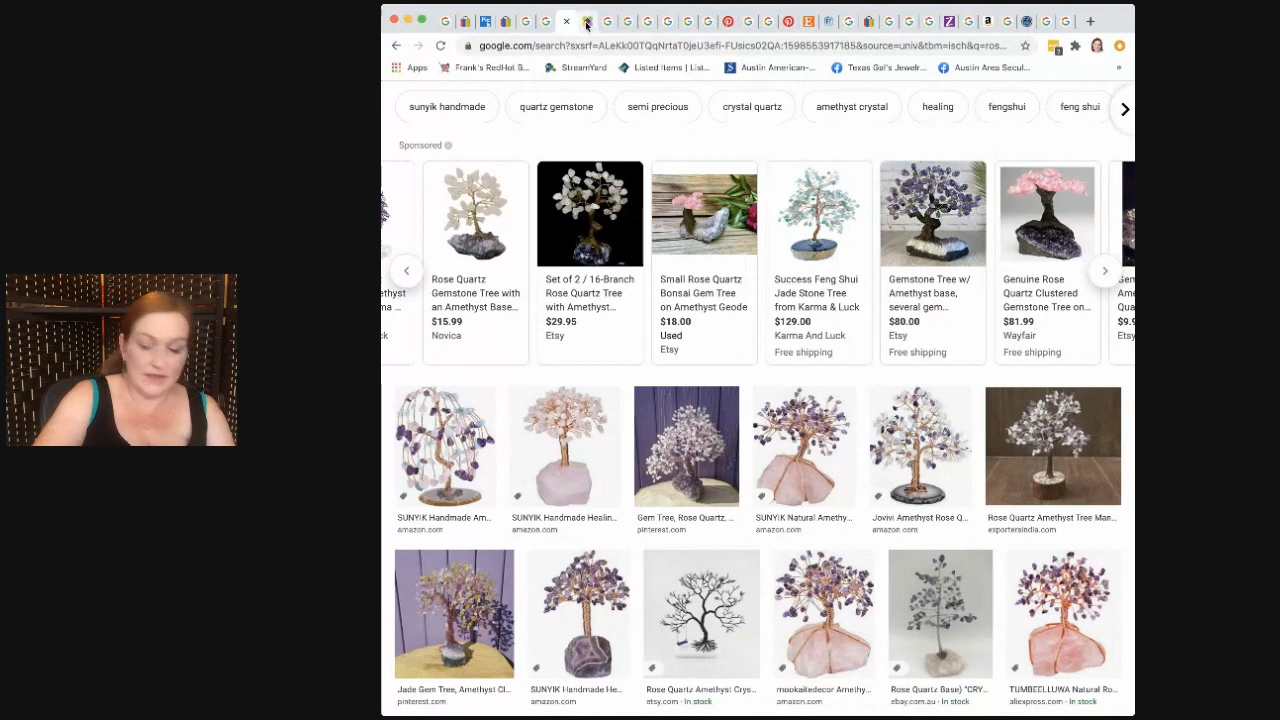 google.com/search?sxsrf=ALeKk00TQqNrtaT0jeU3efi-FUsics02QA:1598553917185&source=univ&tbm=isch&q=ros...
Apps Frank's RedHot B... StreamYard Listed Items | List... Austin American-... Texas Gal's Jewelr... Austin Area Secul... »
sunyik handmade quartz gemstone semi precious crystal quartz amethyst crystal healing fengshui feng shui
Sponsored
Rose Quartz
Gemstone Tree with
an Amethyst Base...
$15.99
Novica
Set of 2 / 16-Branch
Rose Quartz Tree
with Amethyst...
$29.95
Etsy
Small Rose Quartz
Bonsai Gem Tree
on Amethyst Geode
$18.00
Used
Etsy
Success Feng Shui
Jade Stone Tree
from Karma & Luck
$129.00
Karma And Luck
Free shipping
Gemstone Tree w/
Amethyst base,
several gem...
$80.00
Etsy
Free shipping
Genuine Rose
Quartz Clustered
Gemstone Tree on...
$81.99
Wayfair
Free shipping
SUNYIK Handmade Am... SUNYIK Handmade Healin... Gem Tree, Rose Quartz, ... SUNYIK Natural Amethy... Jovivi Amethyst Rose Q... Rose Quartz Amethyst Tree Man...
amazon.com amazon.com pinterest.com amazon.com amazon.com exportersindia.com
Jade Gem Tree, Amethyst Cl... SUNYIK Handmade He... Rose Quartz Amethyst Crys... mookaitedecor Amethy... Rose Quartz Base) "CRY... TUMBEELLUWA Natural Ro...
pinterest.com amazon.com etsy.com · In stock amazon.com ebay.com.au · In stock aliexpress.com · In stock